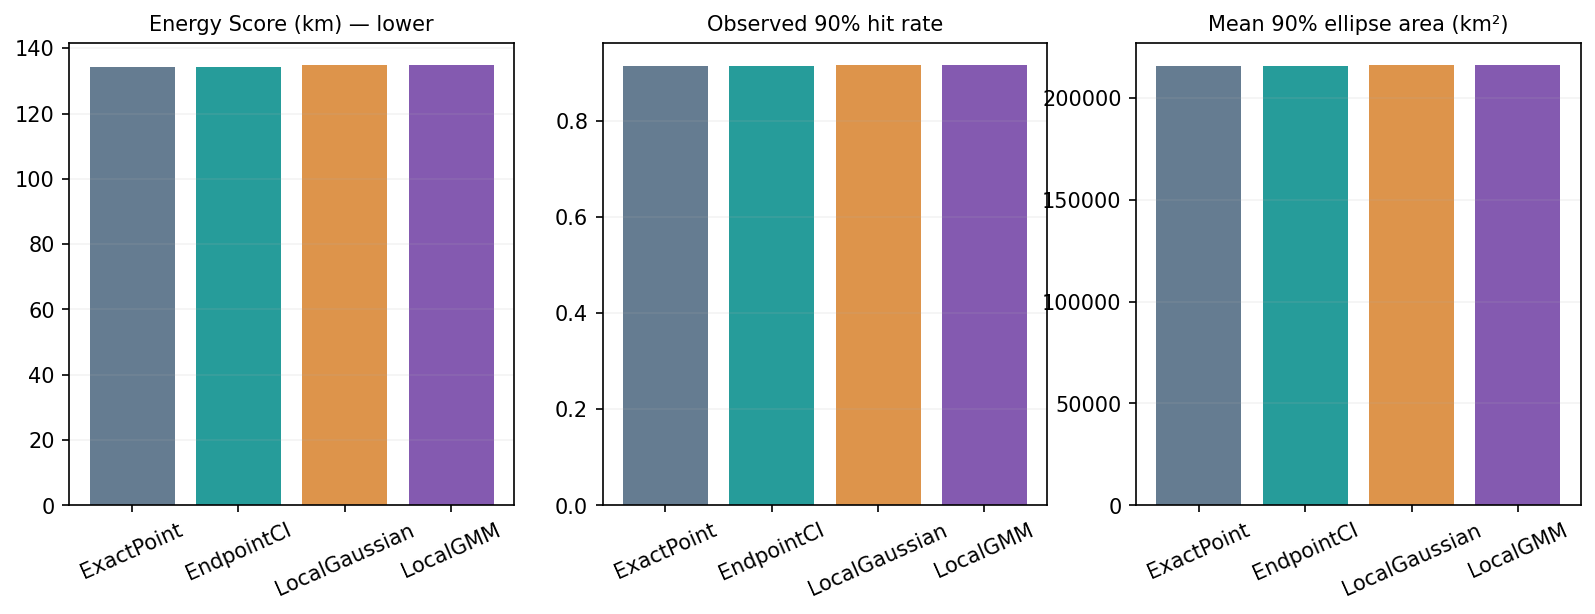 Energy Score (km) — lower
140
120
100
80
60
40
20
0
ExactPoint
EndpointCI
LocalGaussian
LocalGMM
Observed 90% hit rate
0.8
0.6
0.4
0.2
0.0
ExactPoint
EndpointCI
LocalGaussian
LocalGMM
Mean 90% ellipse area (km²)
200000
150000
100000
50000
0
ExactPoint
EndpointCI
LocalGaussian
LocalGMM